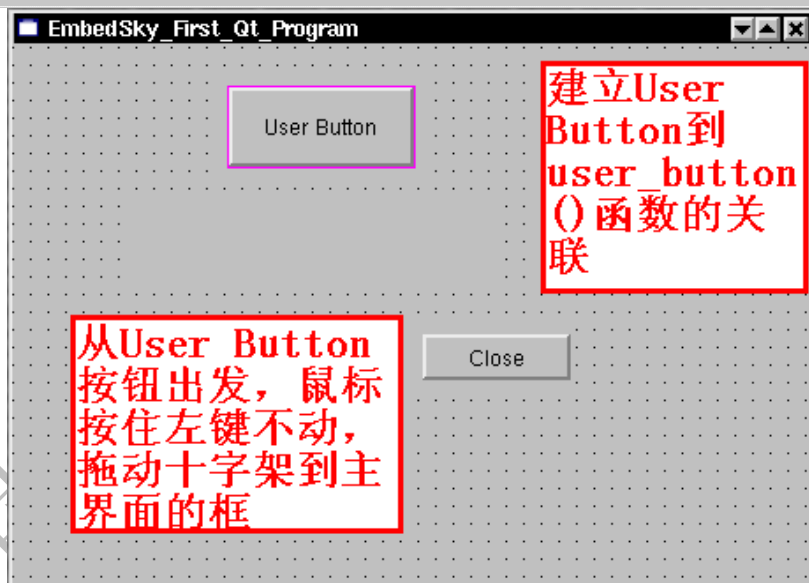 EmbedSky_First_Qt_Program
User Button
建立User
Button到
user_button
()函数的关
联
从User Button
按钮出发，鼠标
按住左键不动，
拖动十字架到主
界面的框
Close